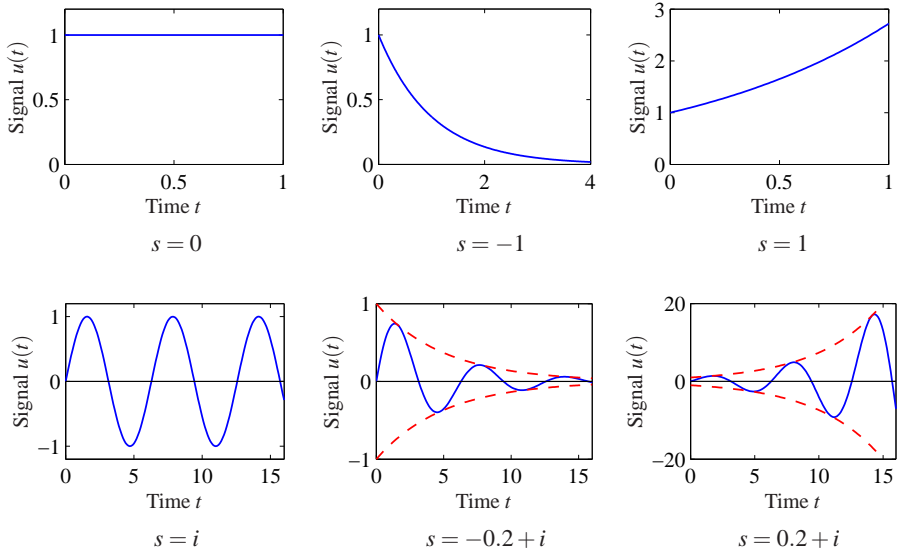 Signal u(t)
1
0.5
0
0
0.5
1
Time t
s = 0
Signal u(t)
1
0.5
0
0
2
4
Time t
s = −1
Signal u(t)
3
2
1
0
0
0.5
1
Time t
s = 1
Signal u(t)
1
0
−1
0
5
10
15
Time t
s = i
Signal u(t)
1
0
−1
0
5
10
15
Time t
s = −0.2 + i
Signal u(t)
20
0
−20
0
5
10
15
Time t
s = 0.2 + i